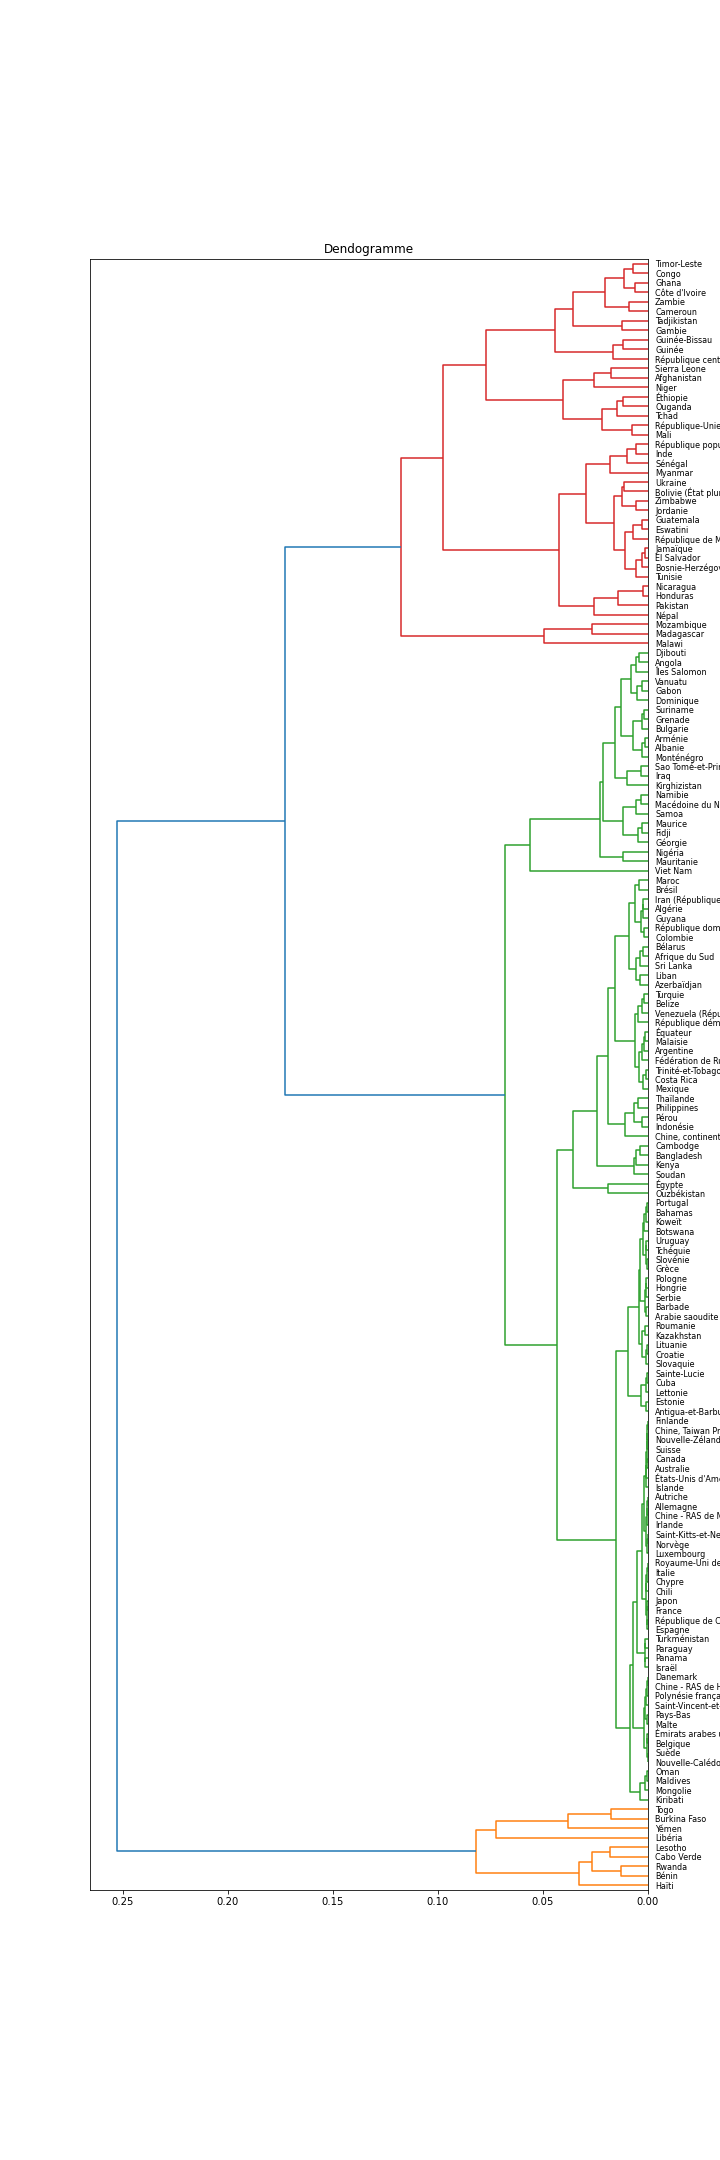 Dendogramme
Timor-Leste
Congo
Ghana
Côte d'Ivoire
Zambie
Cameroun
Tadjikistan
Gambie
Guinée-Bissau
Guinée
République cent
Sierra Leone
Afghanistan
Niger
Éthiopie
Ouganda
Tchad
République-Unie
Mali
République popu
Inde
Sénégal
Myanmar
Ukraine
Bolivie (État plur
Zimbabwe
Jordanie
Guatemala
Eswatini
République de M
Jamaïque
El Salvador
Bosnie-Herzégov
Tunisie
Nicaragua
Honduras
Pakistan
Népal
Mozambique
Madagascar
Malawi
Djibouti
Angola
Îles Salomon
Vanuatu
Gabon
Dominique
Suriname
Grenade
Bulgarie
Arménie
Albanie
Monténégro
Sao Tomé-et-Prin
Iraq
Kirghizistan
Namibie
Macédoine du N
Samoa
Maurice
Fidji
Géorgie
Nigéria
Mauritanie
Viet Nam
Maroc
Brésil
Iran (République
Algérie
Guyana
République dom
Colombie
Bélarus
Afrique du Sud
Sri Lanka
Liban
Azerbaïdjan
Turquie
Belize
Venezuela (Répu
République dém
Équateur
Malaisie
Argentine
Fédération de Ru
Trinité-et-Tobago
Costa Rica
Mexique
Thaïlande
Philippines
Pérou
Indonésie
Chine, continent
Cambodge
Bangladesh
Kenya
Soudan
Égypte
Ouzbékistan
Portugal
Bahamas
Koweït
Botswana
Uruguay
Tchéquie
Slovénie
Grèce
Pologne
Hongrie
Serbie
Barbade
Arabie saoudite
Roumanie
Kazakhstan
Lituanie
Croatie
Slovaquie
Sainte-Lucie
Cuba
Lettonie
Estonie
Antigua-et-Barbu
Finlande
Chine, Taiwan Pr
Nouvelle-Zéland
Suisse
Canada
Australie
États-Unis d'Amé
Islande
Autriche
Allemagne
Chine - RAS de M
Irlande
Saint-Kitts-et-Ne
Norvège
Luxembourg
Royaume-Uni de
Italie
Chypre
Chili
Japon
France
République de C
Espagne
Turkménistan
Paraguay
Panama
Israël
Danemark
Chine - RAS de H
Polynésie frança
Saint-Vincent-et-
Pays-Bas
Malte
Émirats arabes u
Belgique
Suède
Nouvelle-Calédo
Oman
Maldives
Mongolie
Kiribati
Togo
Burkina Faso
Yémen
Libéria
Lesotho
Cabo Verde
Rwanda
Bénin
Haïti
0.25 0.20 0.15 0.10 0.05 0.00